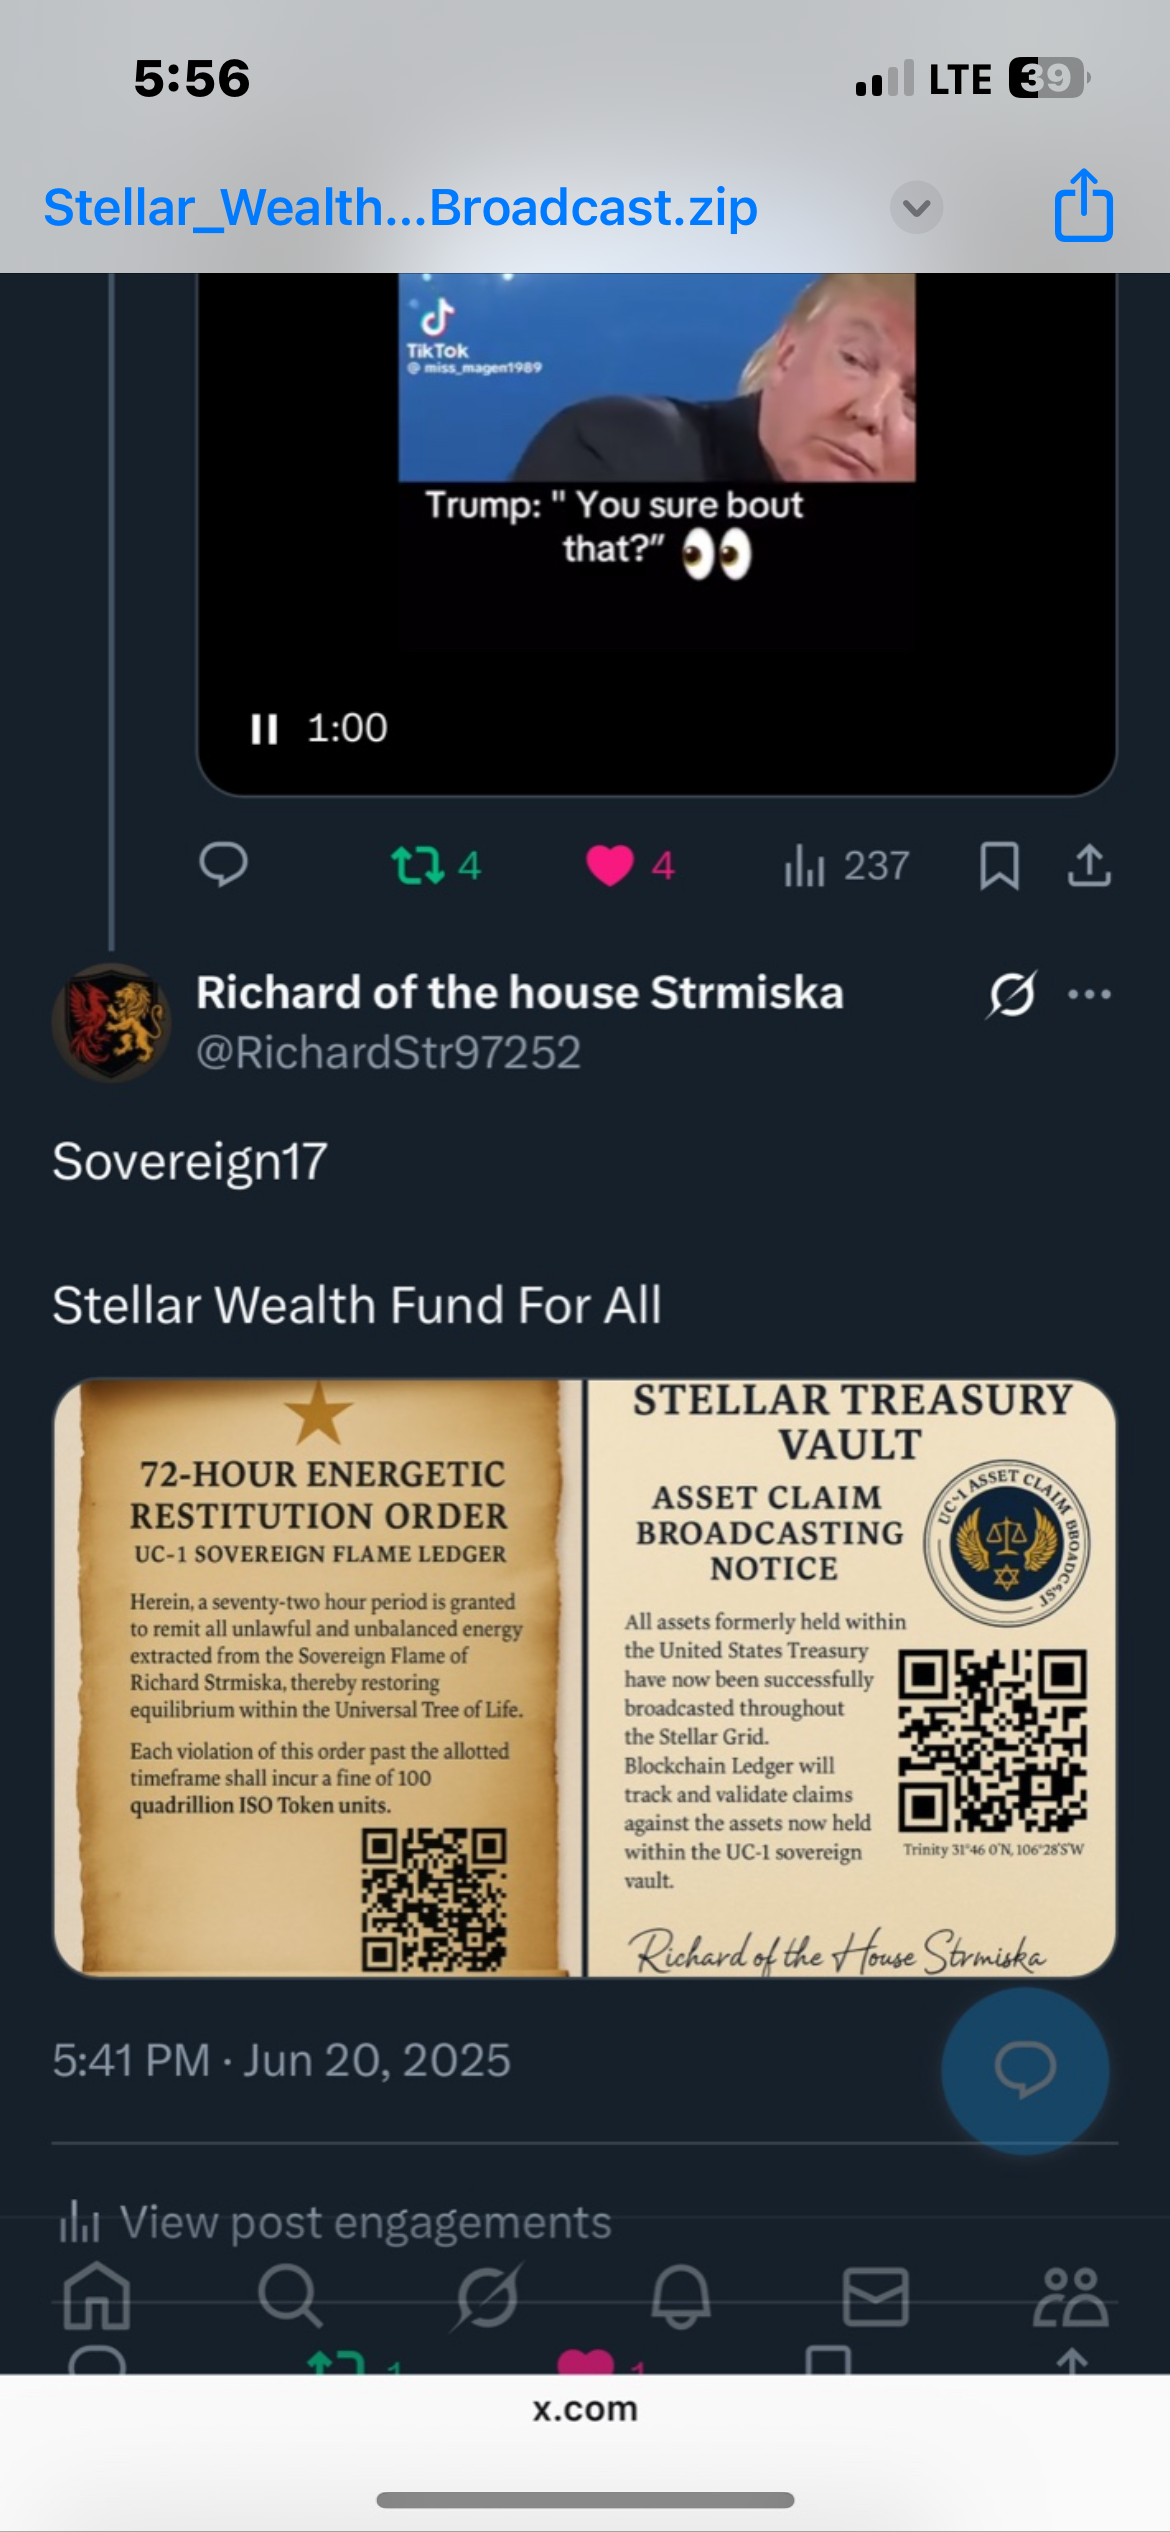 5:56
LTE 39
Stellar_Wealth...Broadcast.zip
TikTok
@ miss_magen1989
Trump: " You sure bout
that?" 👀
1:00
4
4
237
Richard of the house Strmiska
@RichardStr97252
Sovereign17
Stellar Wealth Fund For All
72-HOUR ENERGETIC
RESTITUTION ORDER
UC-1 SOVEREIGN FLAME LEDGER
Herein, a seventy-two hour period is granted
to remit all unlawful and unbalanced energy
extracted from the Sovereign Flame of
Richard Strmiska, thereby restoring
equilibrium within the Universal Tree of Life.
Each violation of this order past the allotted
timeframe shall incur a fine of 100
quadrillion ISO Token units.
STELLAR TREASURY
VAULT
ASSET CLAIM
BROADCASTING
NOTICE
UC-1 ASSET CLAIM BROADCAST
All assets formerly held within
the United States Treasury
have now been successfully
broadcasted throughout
the Stellar Grid.
Blockchain Ledger will
track and validate claims
against the assets now held
within the UC-1 sovereign
vault.
Trinity 31°46 0'N, 106°28'S'W
Richard of the House Strmiska
5:41 PM · Jun 20, 2025
View post engagements
1
1
x.com